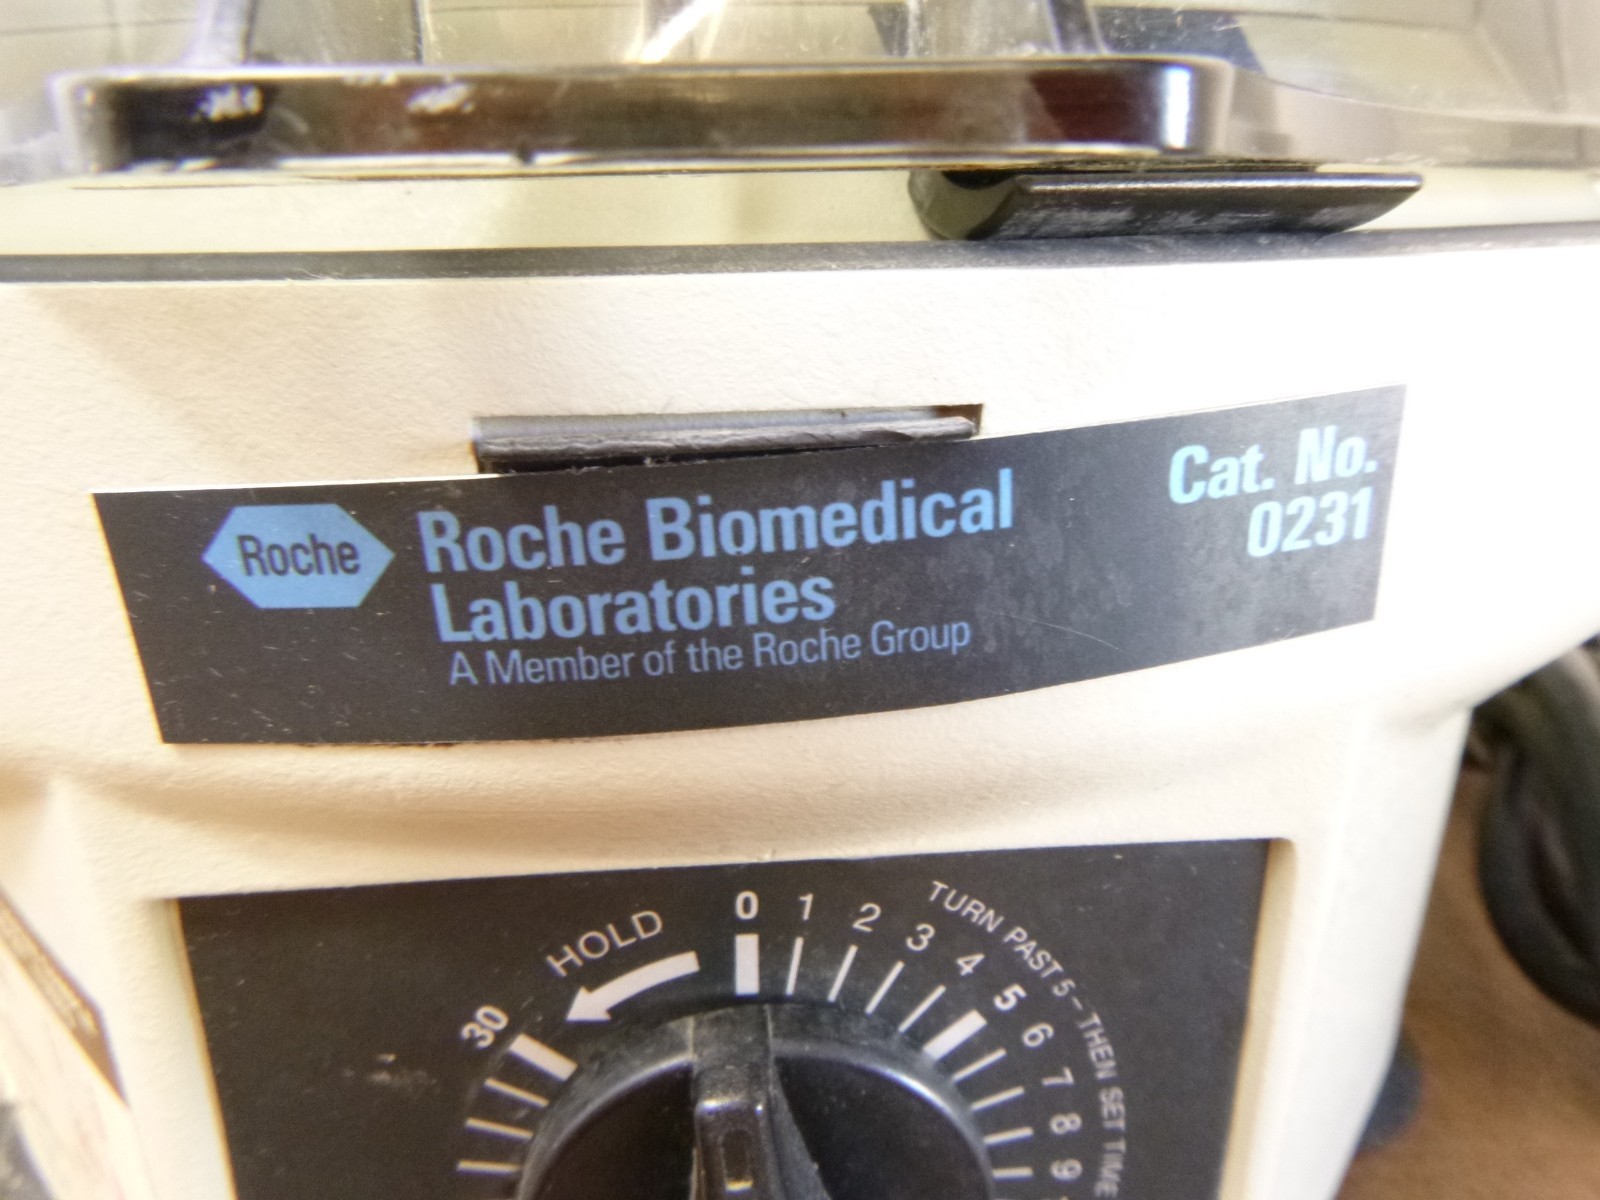 Roche
Roche Biomedical
Laboratories
A Member of the Roche Group
Cat. No.
0231
HOLD
30
0
1
2
3
4
5
6
7
8
9
TURN PAST 5 – THEN SET TIME